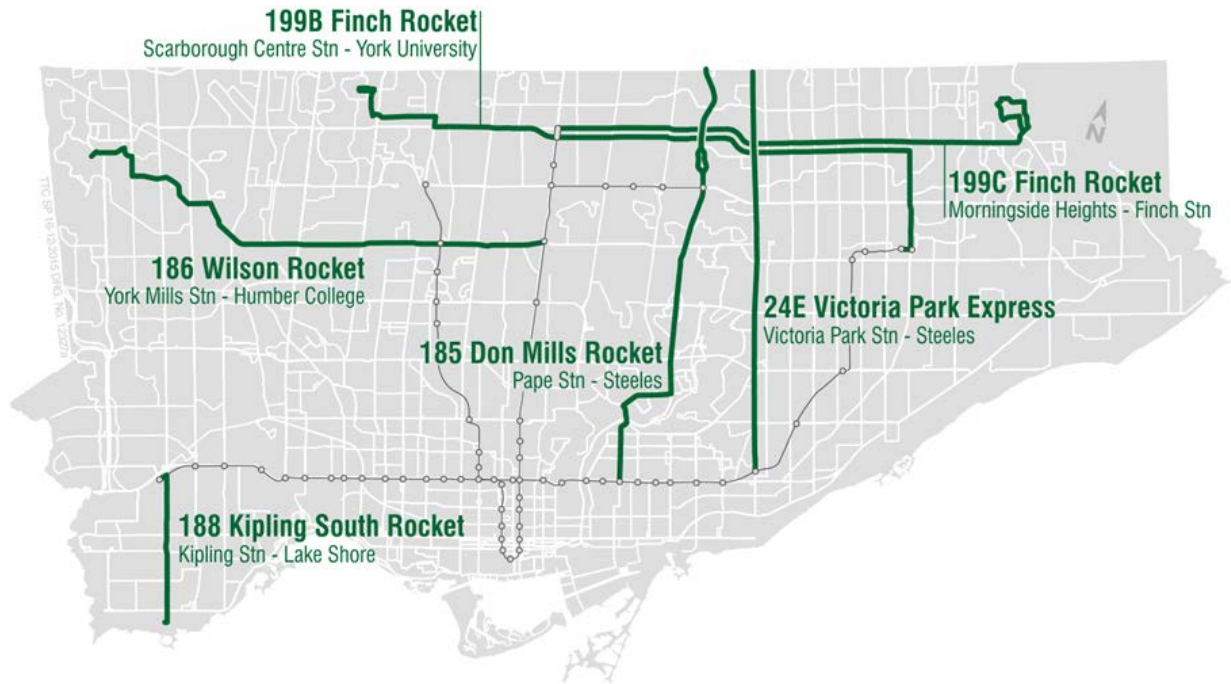 199B Finch Rocket
Scarborough Centre Stn - York University
N
199C Finch Rocket
Morningside Heights - Finch Stn
186 Wilson Rocket
York Mills Stn - Humber College
24E Victoria Park Express
Victoria Park Stn - Steeles
185 Don Mills Rocket
Pape Stn - Steeles
188 Kipling South Rocket
Kipling Stn - Lake Shore